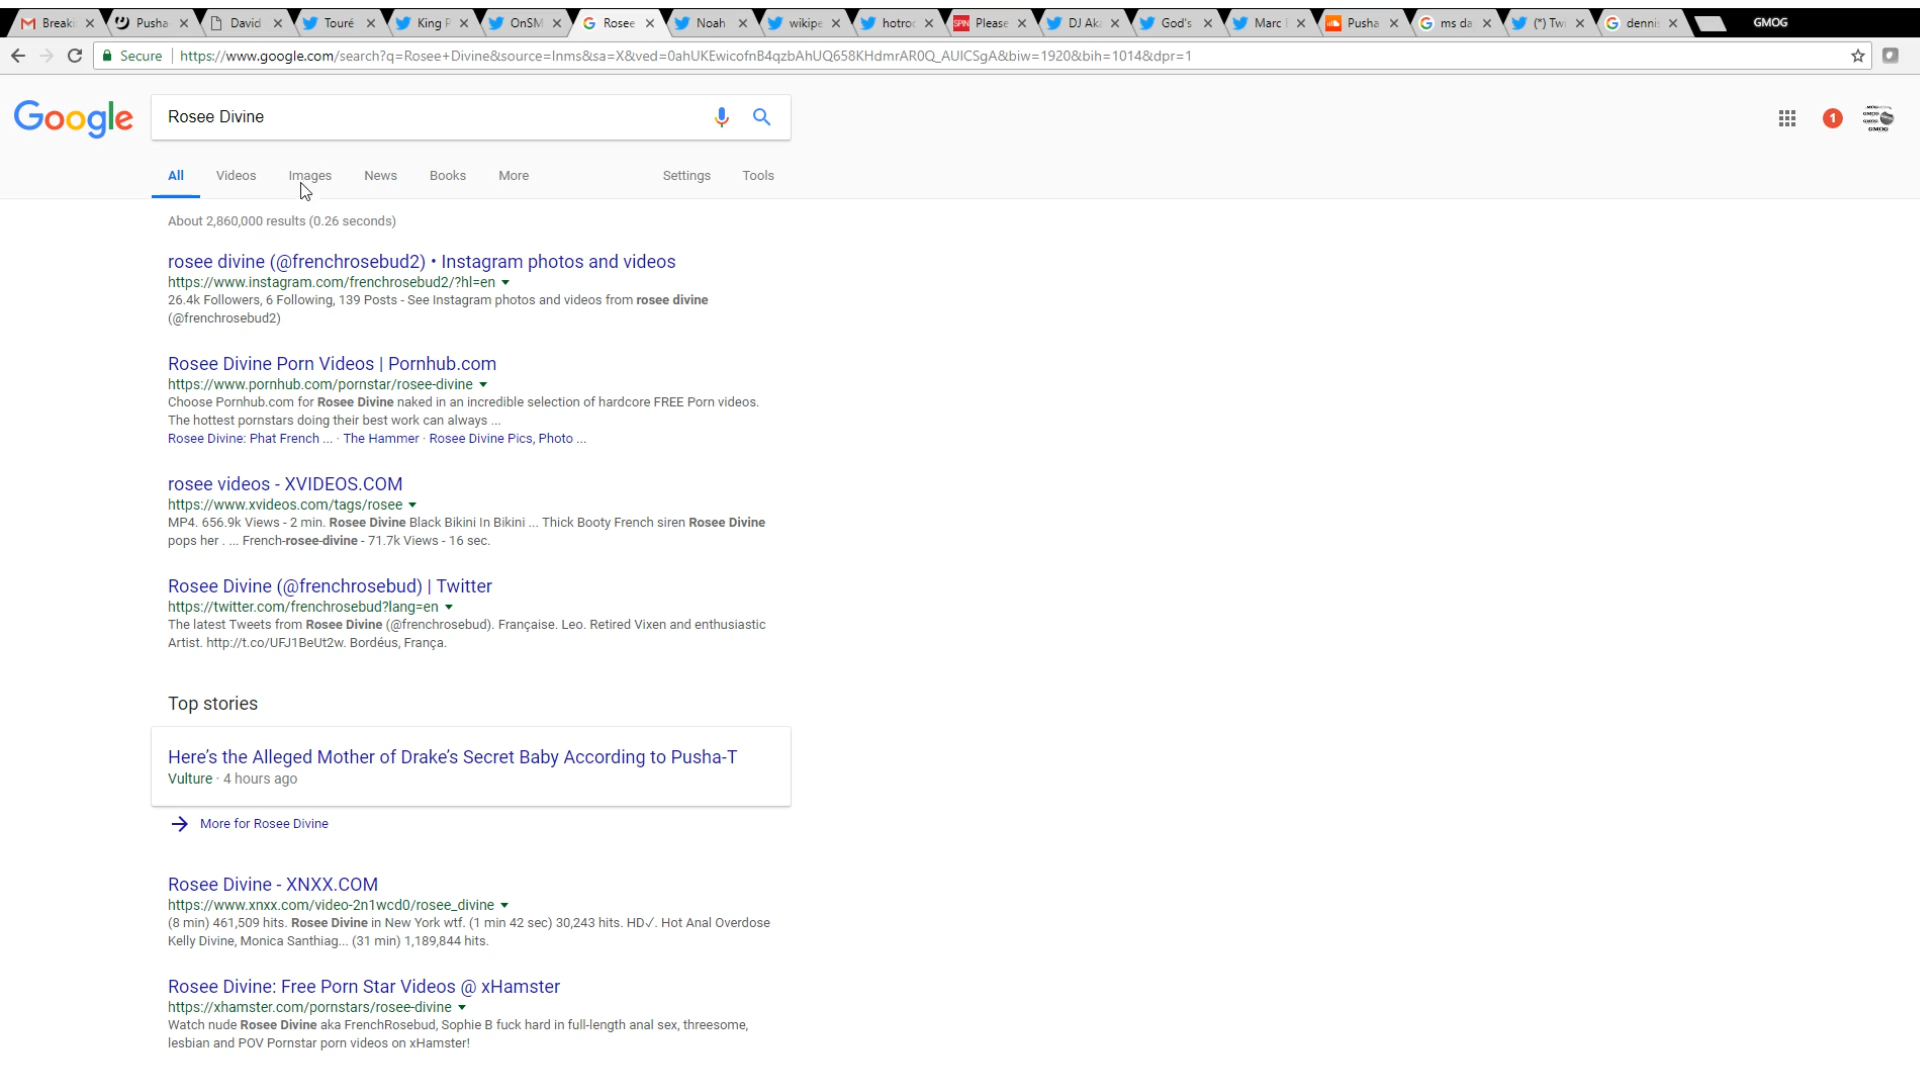 Break Pusha David Touré King P OnSM Rosee Noah wikipe hotro Please DJ Ak God's Marc Pusha ms da (*) Tw denni GMOG
Secure https://www.google.com/search?q=Rosee+Divine&source=lnms&sa=X&ved=0ahUKEwicofnB4qzbAhUQ658KHdmrAR0Q_AUICSgA&biw=1920&bih=1014&dpr=1
Google Rosee Divine 1
GMOG
All Videos Images News Books More Settings Tools
About 2,860,000 results (0.26 seconds)
rosee divine (@frenchrosebud2) • Instagram photos and videos
https://www.instagram.com/frenchrosebud2/?hl=en
26.4k Followers, 6 Following, 139 Posts - See Instagram photos and videos from rosee divine
(@frenchrosebud2)
Rosee Divine Porn Videos | Pornhub.com
https://www.pornhub.com/pornstar/rosee-divine
Choose Pornhub.com for Rosee Divine naked in an incredible selection of hardcore FREE Porn videos.
The hottest pornstars doing their best work can always ...
Rosee Divine: Phat French ... · The Hammer · Rosee Divine Pics, Photo ...
rosee videos - XVIDEOS.COM
https://www.xvideos.com/tags/rosee
MP4. 656.9k Views - 2 min. Rosee Divine Black Bikini In Bikini ... Thick Booty French siren Rosee Divine
pops her . ... French-rosee-divine - 71.7k Views - 16 sec.
Rosee Divine (@frenchrosebud) | Twitter
https://twitter.com/frenchrosebud?lang=en
The latest Tweets from Rosee Divine (@frenchrosebud). Française. Leo. Retired Vixen and enthusiastic
Artist. http://t.co/UFJ1BeUt2w. Bordéus, França.
Top stories
Here's the Alleged Mother of Drake's Secret Baby According to Pusha-T
Vulture · 4 hours ago
More for Rosee Divine
Rosee Divine - XNXX.COM
https://www.xnxx.com/video-2n1wcd0/rosee_divine
(8 min) 461,509 hits. Rosee Divine in New York wtf. (1 min 42 sec) 30,243 hits. HD✓. Hot Anal Overdose
Kelly Divine, Monica Santhiag... (31 min) 1,189,844 hits.
Rosee Divine: Free Porn Star Videos @ xHamster
https://xhamster.com/pornstars/rosee-divine
Watch nude Rosee Divine aka FrenchRosebud, Sophie B fuck hard in full-length anal sex, threesome,
lesbian and POV Pornstar porn videos on xHamster!